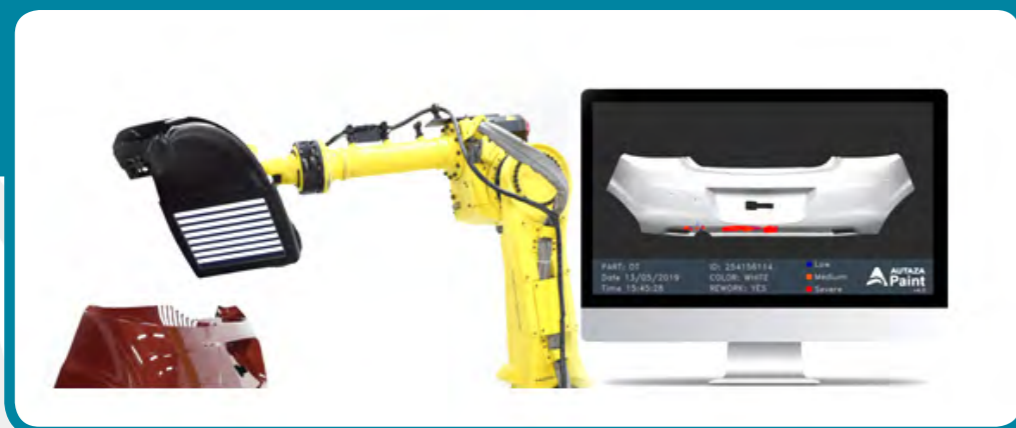 PART: DT
Date 13/05/2019
Time 15:45:28
ID: 254156114
COLOR: WHITE
REWORK: YES
Low
Medium
Severe
AUTAZA
Paint